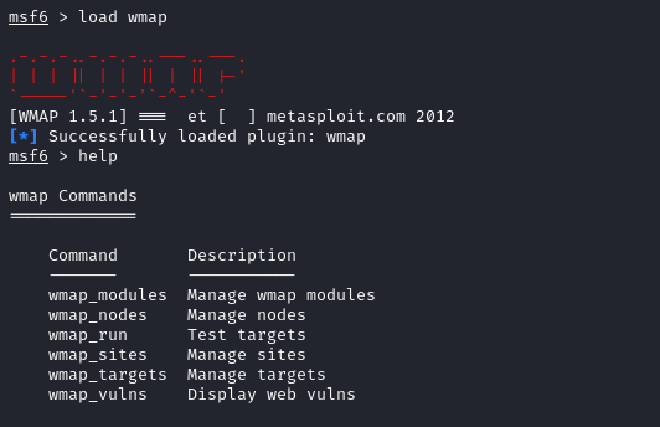 msf6 > load wmap
.-.-.-..-.-.-..---..---.
| | | || | | || | || |-'
`-----'`-'-'-'`-^-'`-'
[WMAP 1.5.1] ===  et [  ] metasploit.com 2012
[*] Successfully loaded plugin: wmap
msf6 > help
wmap Commands
=============
Command       Description
-------       -----------
wmap_modules  Manage wmap modules
wmap_nodes    Manage nodes
wmap_run      Test targets
wmap_sites    Manage sites
wmap_targets  Manage targets
wmap_vulns    Display web vulns